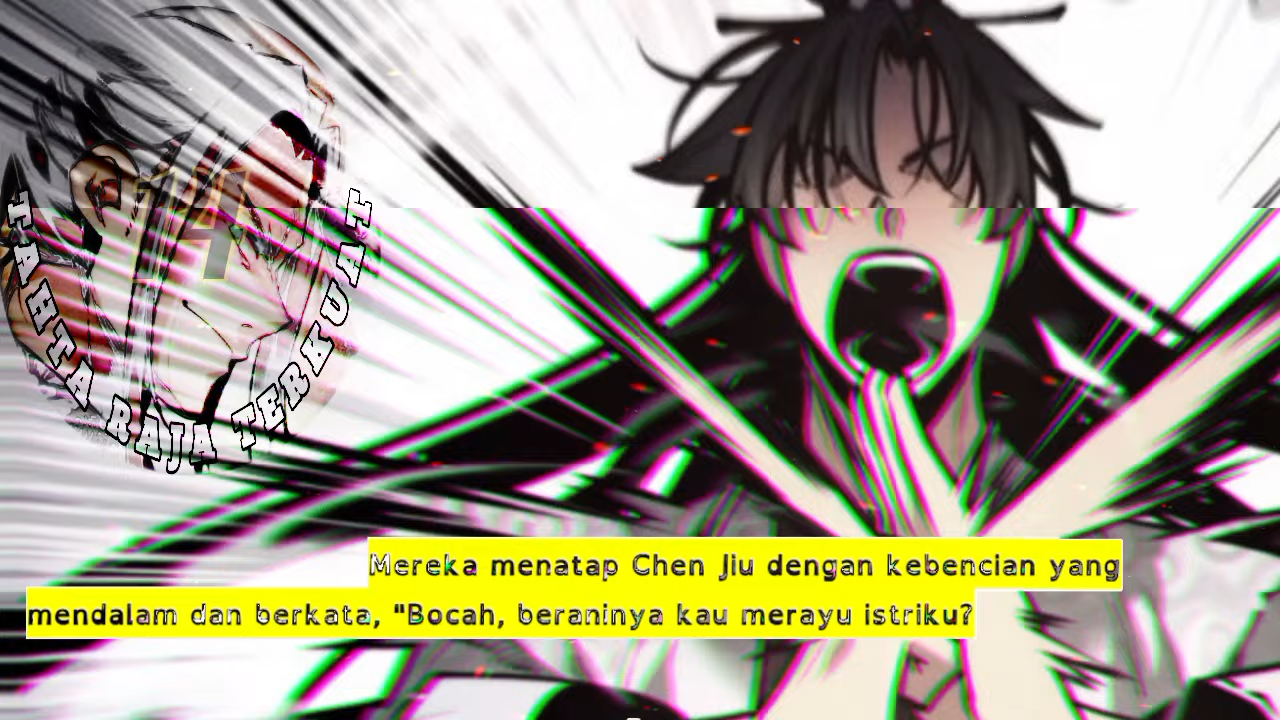 TAHTA RAJA TERKUAT
Mereka menatap Chen Jiu dengan kebencian yang
mendalam dan berkata, "Bocah, beraninya kau merayu istriku?